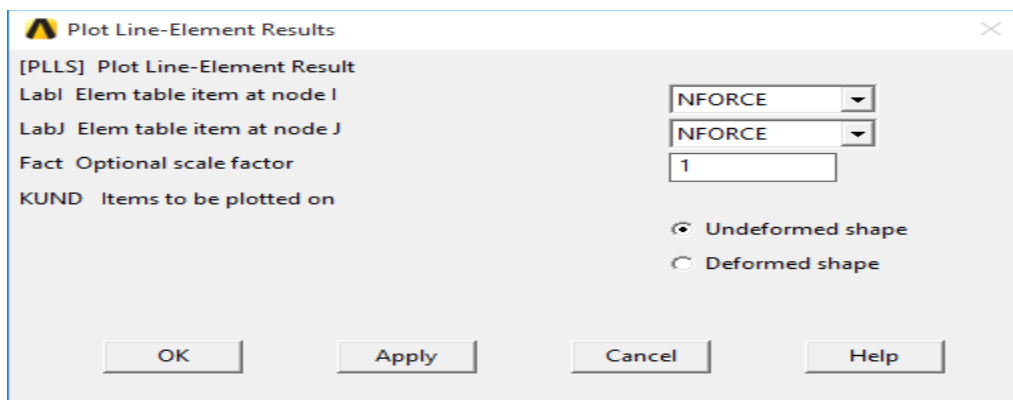 Plot Line-Element Results
[PLLS] Plot Line-Element Result
LabI Elem table item at node I NFORCE
LabJ Elem table item at node J NFORCE
Fact Optional scale factor 1
KUND Items to be plotted on
Undeformed shape
Deformed shape
OK Apply Cancel Help